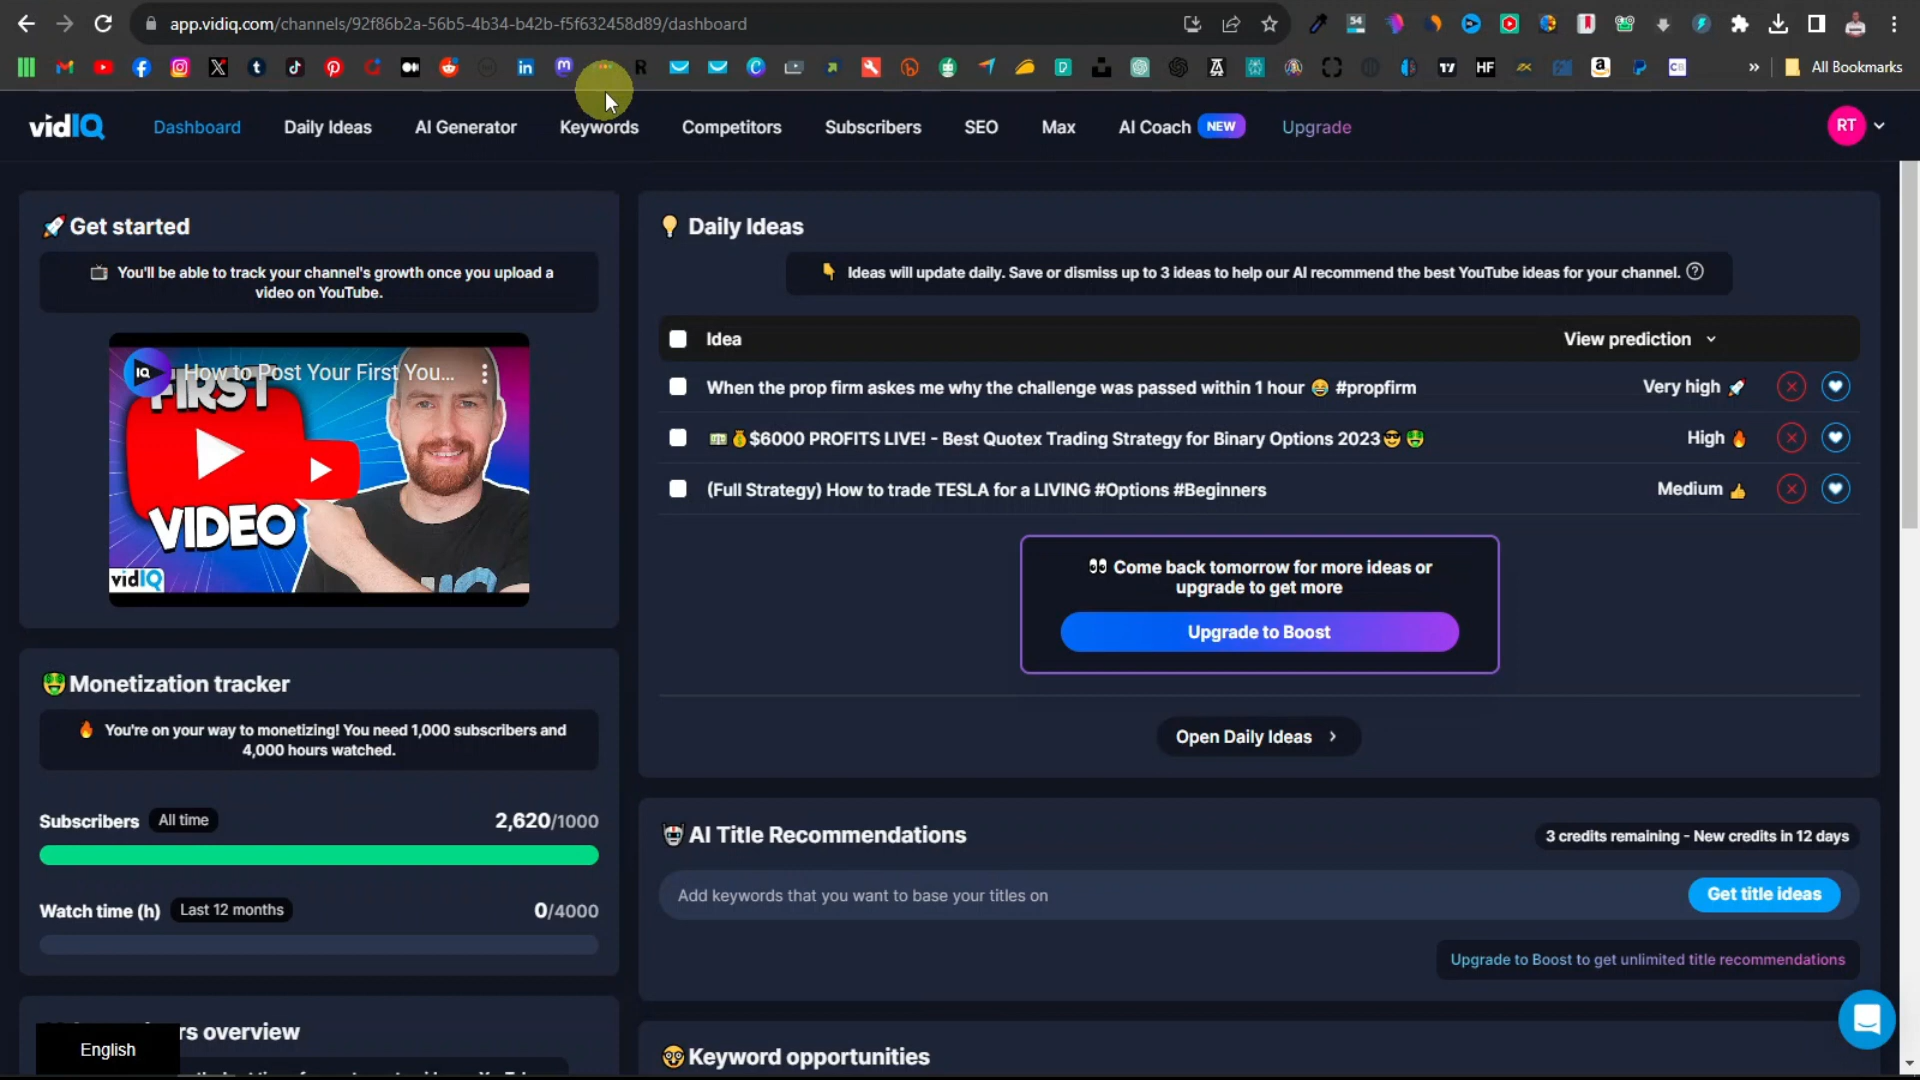 app.vidiq.com/channels/92f86b2a-56b5-4b34-b42b-f5f632458d89/dashboard
All Bookmarks
vidIQ
Dashboard
Daily Ideas
AI Generator
Keywords
Competitors
Subscribers
SEO
Max
AI Coach NEW
Upgrade
RT
🚀 Get started
📺 You'll be able to track your channel's growth once you upload a
video on YouTube.
How to Post Your First You...
FIRST
VIDEO
vidIQ
🤑 Monetization tracker
🔥 You're on your way to monetizing! You need 1,000 subscribers and
4,000 hours watched.
Subscribers All time 2,620/1000
Watch time (h) Last 12 months 0/4000
rs overview
English
💡 Daily Ideas
👇 Ideas will update daily. Save or dismiss up to 3 ideas to help our AI recommend the best YouTube ideas for your channel.
Idea View prediction
When the prop firm askes me why the challenge was passed within 1 hour 😂 #propfirm Very high 🚀
💵💰$6000 PROFITS LIVE! - Best Quotex Trading Strategy for Binary Options 2023😎🤑 High 🔥
(Full Strategy) How to trade TESLA for a LIVING #Options #Beginners Medium 👍
👀 Come back tomorrow for more ideas or
upgrade to get more
Upgrade to Boost
Open Daily Ideas
🤖 AI Title Recommendations 3 credits remaining - New credits in 12 days
Add keywords that you want to base your titles on Get title ideas
Upgrade to Boost to get unlimited title recommendations
🤓 Keyword opportunities